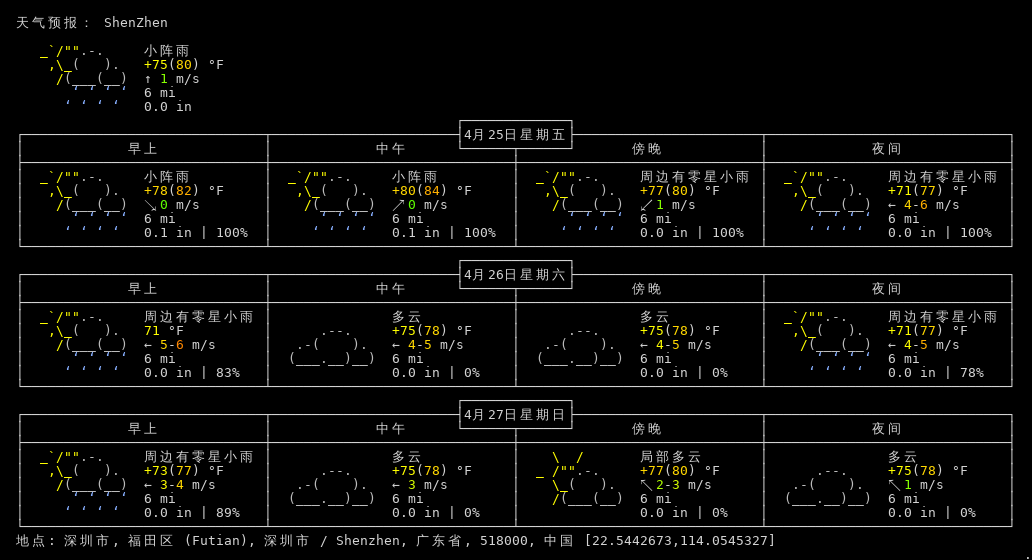 天气预报： ShenZhen
小阵雨
+75(80) °F
↑ 1 m/s
6 mi
0.0 in
4月25日星期五
早上 中午 傍晚 夜间
小阵雨 小阵雨 周边有零星小雨 周边有零星小雨
+78(82) °F +80(84) °F +77(80) °F +71(77) °F
↘ 0 m/s ↗ 0 m/s ↙ 1 m/s ← 4-6 m/s
6 mi 6 mi 6 mi 6 mi
0.1 in | 100% 0.1 in | 100% 0.0 in | 100% 0.0 in | 100%
4月26日星期六
早上 中午 傍晚 夜间
周边有零星小雨 多云 多云 周边有零星小雨
71 °F +75(78) °F +75(78) °F +71(77) °F
← 5-6 m/s ← 4-5 m/s ← 4-5 m/s ← 4-5 m/s
6 mi 6 mi 6 mi 6 mi
0.0 in | 83% 0.0 in | 0% 0.0 in | 0% 0.0 in | 78%
4月27日星期日
早上 中午 傍晚 夜间
周边有零星小雨 多云 局部多云 多云
+73(77) °F +75(78) °F +77(80) °F +75(78) °F
← 3-4 m/s ← 3 m/s ↖ 2-3 m/s ↖ 1 m/s
6 mi 6 mi 6 mi 6 mi
0.0 in | 89% 0.0 in | 0% 0.0 in | 0% 0.0 in | 0%
地点: 深圳市, 福田区 (Futian), 深圳市 / Shenzhen, 广东省, 518000, 中国 [22.5442673,114.0545327]